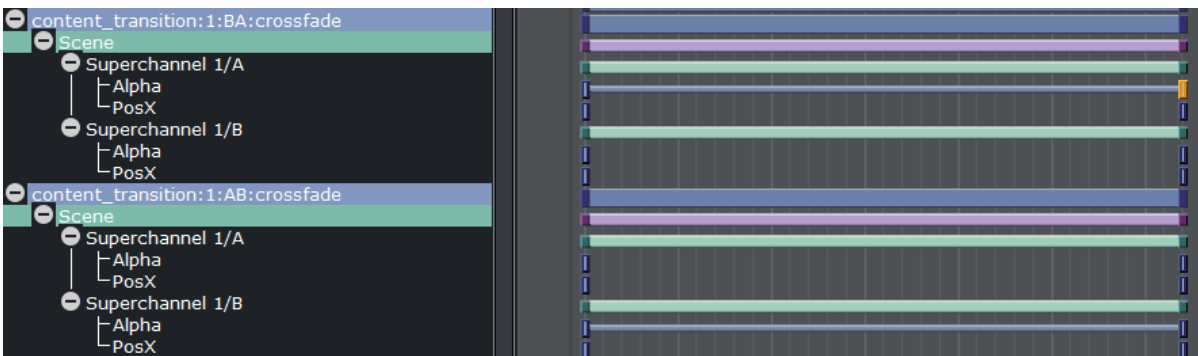 content_transition:1:BA:crossfade
Scene
Superchannel 1/A
Alpha
PosX
Superchannel 1/B
Alpha
PosX
content_transition:1:AB:crossfade
Scene
Superchannel 1/A
Alpha
PosX
Superchannel 1/B
Alpha
PosX